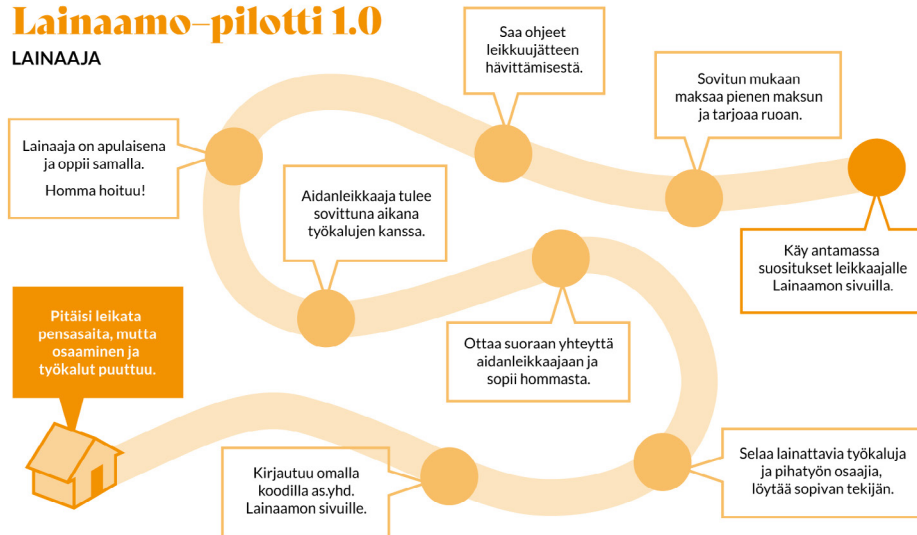 Lainaamo–pilotti 1.0
LAINAAJA
Pitäisi leikata
pensasaita, mutta
osaaminen ja
työkalut puuttuu.
Kirjautuu omalla
koodilla as.yhd.
Lainaamon sivuille.
Selaa lainattavia työkaluja
ja pihatyön osaajia,
löytää sopivan tekijän.
Ottaa suoraan yhteyttä
aidanleikkaajaan ja
sopii hommasta.
Aidanleikkaaja tulee
sovittuna aikana
työkalujen kanssa.
Lainaaja on apulaisena
ja oppii samalla.
Homma hoituu!
Saa ohjeet
leikkuujätteen
hävittämisestä.
Sovitun mukaan
maksaa pienen maksun
ja tarjoaa ruoan.
Käy antamassa
suositukset leikkaajalle
Lainaamon sivuilla.